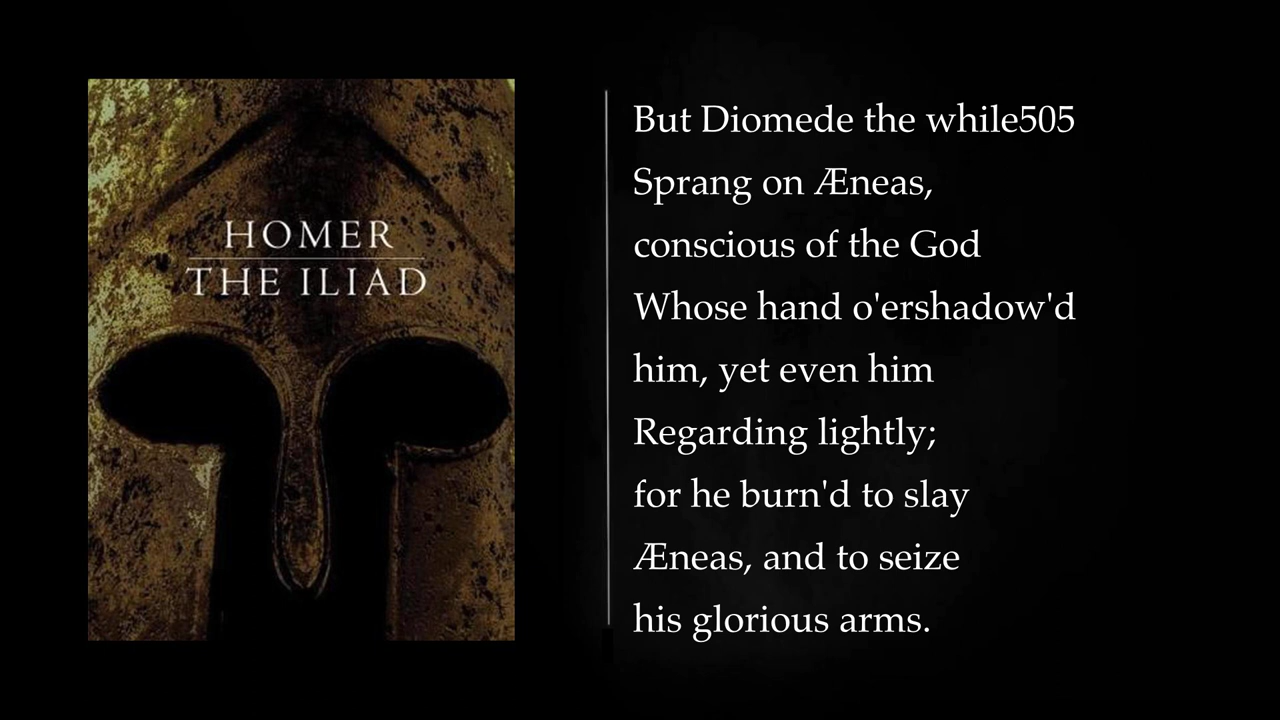 HOMER
THE ILIAD
But Diomede the while505
Sprang on Æneas,
conscious of the God
Whose hand o'ershadow'd
him, yet even him
Regarding lightly;
for he burn'd to slay
Æneas, and to seize
his glorious arms.